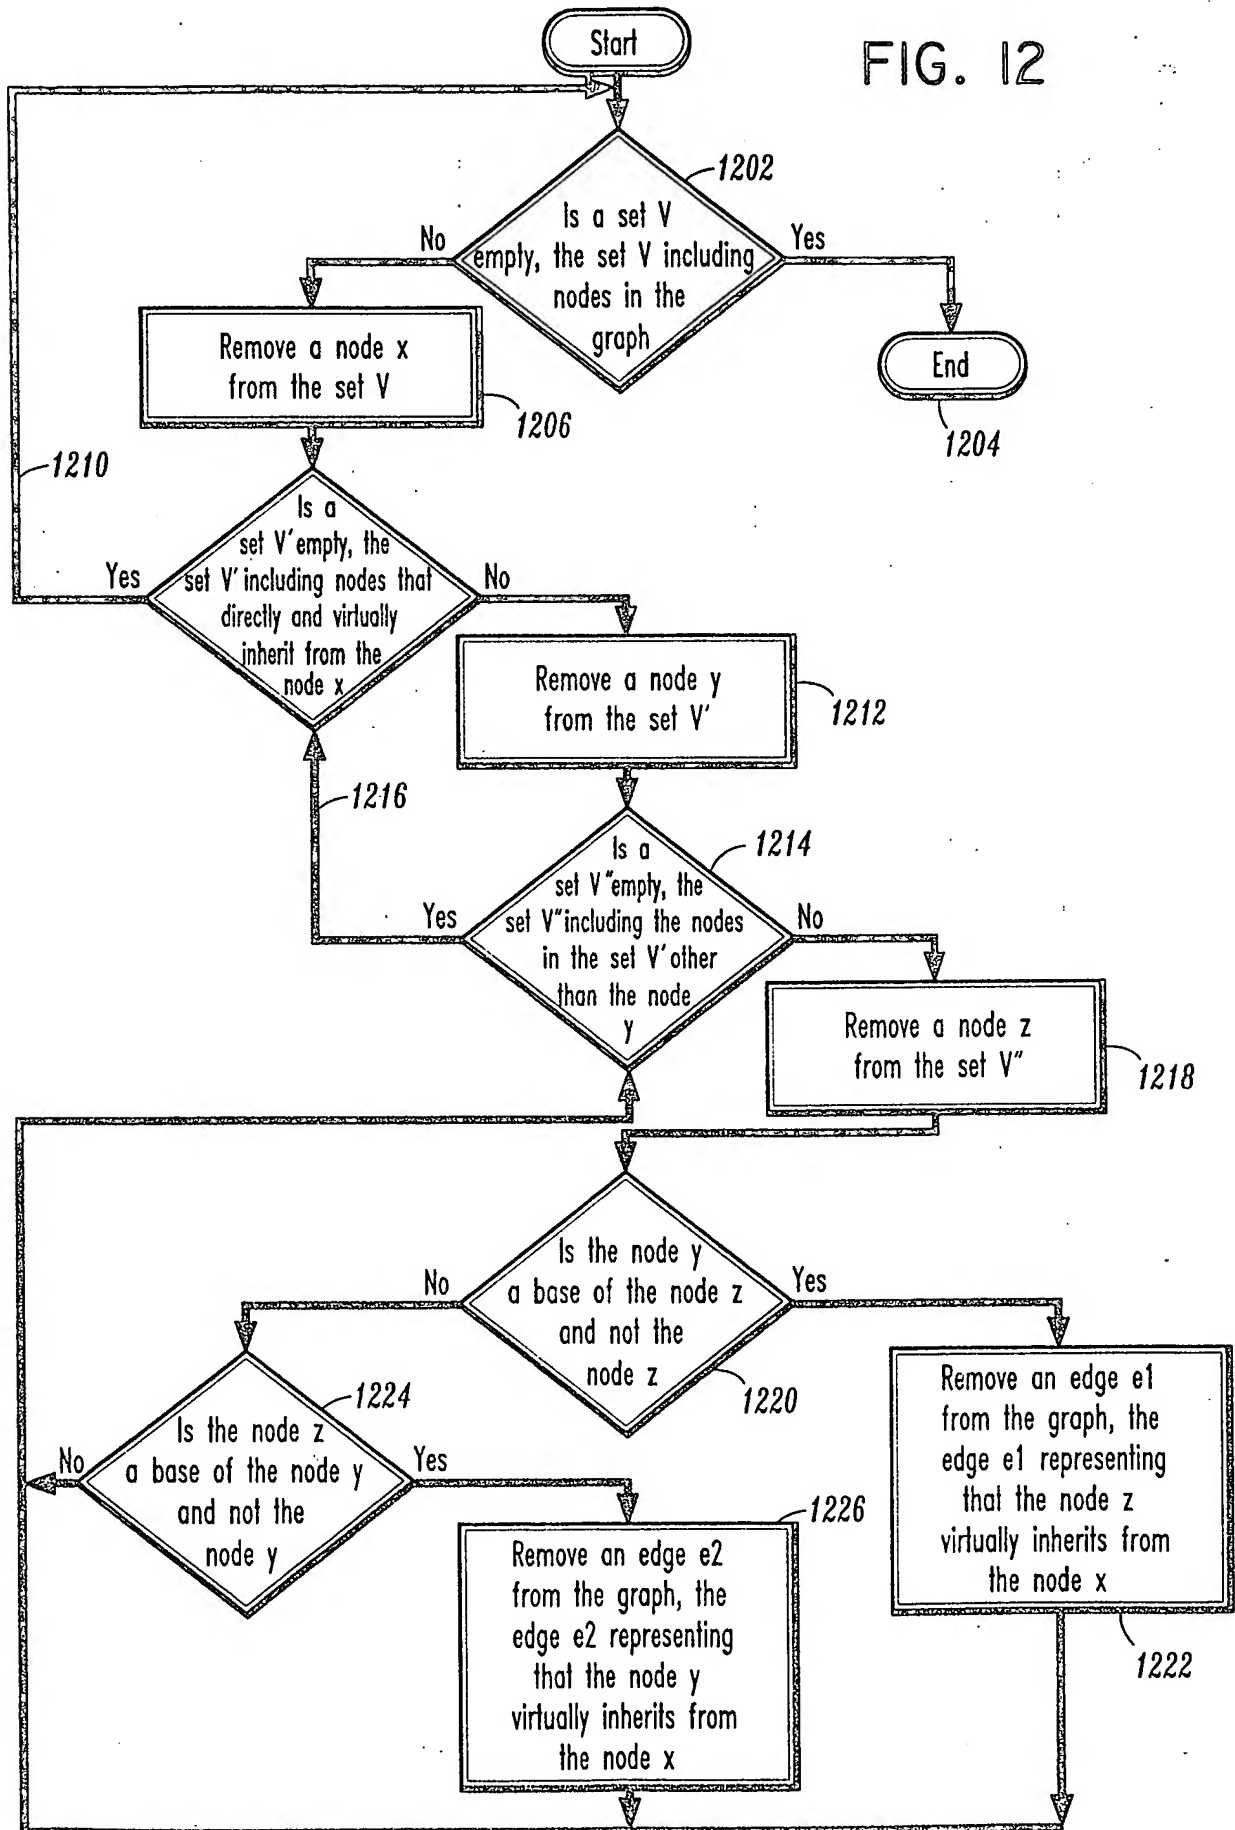 Start
FIG. 12
1202
Is a set V
empty, the set V including
nodes in the
graph
No
Yes
Remove a node x
from the set V
1206
End
1204
1210
Is a
set V' empty, the
set V' including nodes that
directly and virtually
inherit from the
node x
Yes
No
Remove a node y
from the set V'
1212
1216
1214
Is a
set V" empty, the
set V" including the nodes
in the set V' other
than the node
y
Yes
No
Remove a node z
from the set V"
1218
Is the node y
a base of the node z
and not the
node z
No
Yes
1220
1224
Is the node z
a base of the node y
and not the
node y
No
Yes
Remove an edge e1
from the graph, the
edge e1 representing
that the node z
virtually inherits from
the node x
1222
1226
Remove an edge e2
from the graph, the
edge e2 representing
that the node y
virtually inherits from
the node x